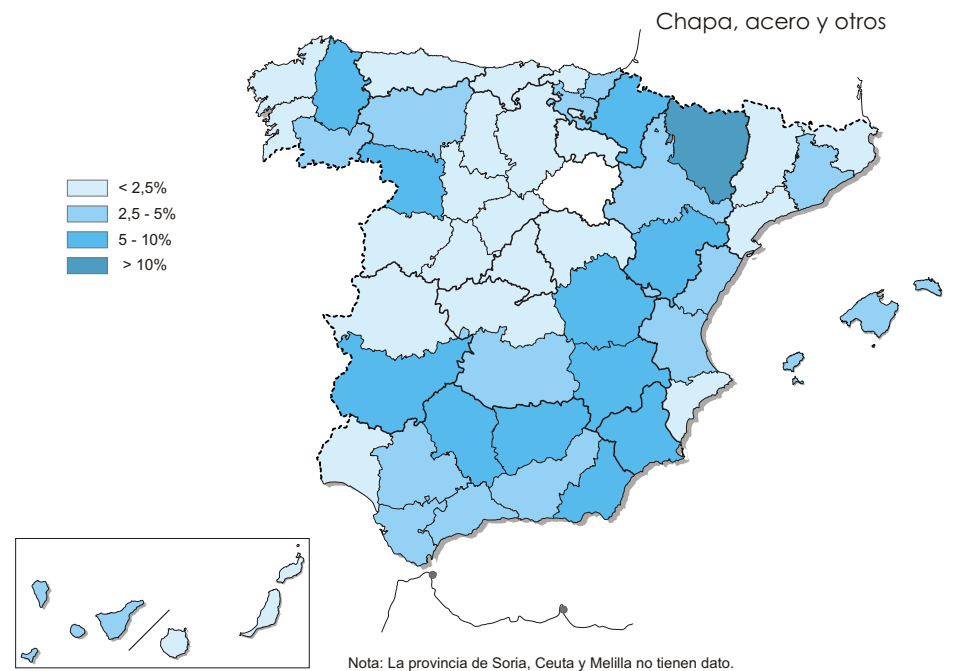 Chapa, acero y otros
< 2,5%
2,5 - 5%
5 - 10%
> 10%
Nota: La provincia de Soria, Ceuta y Melilla no tienen dato.